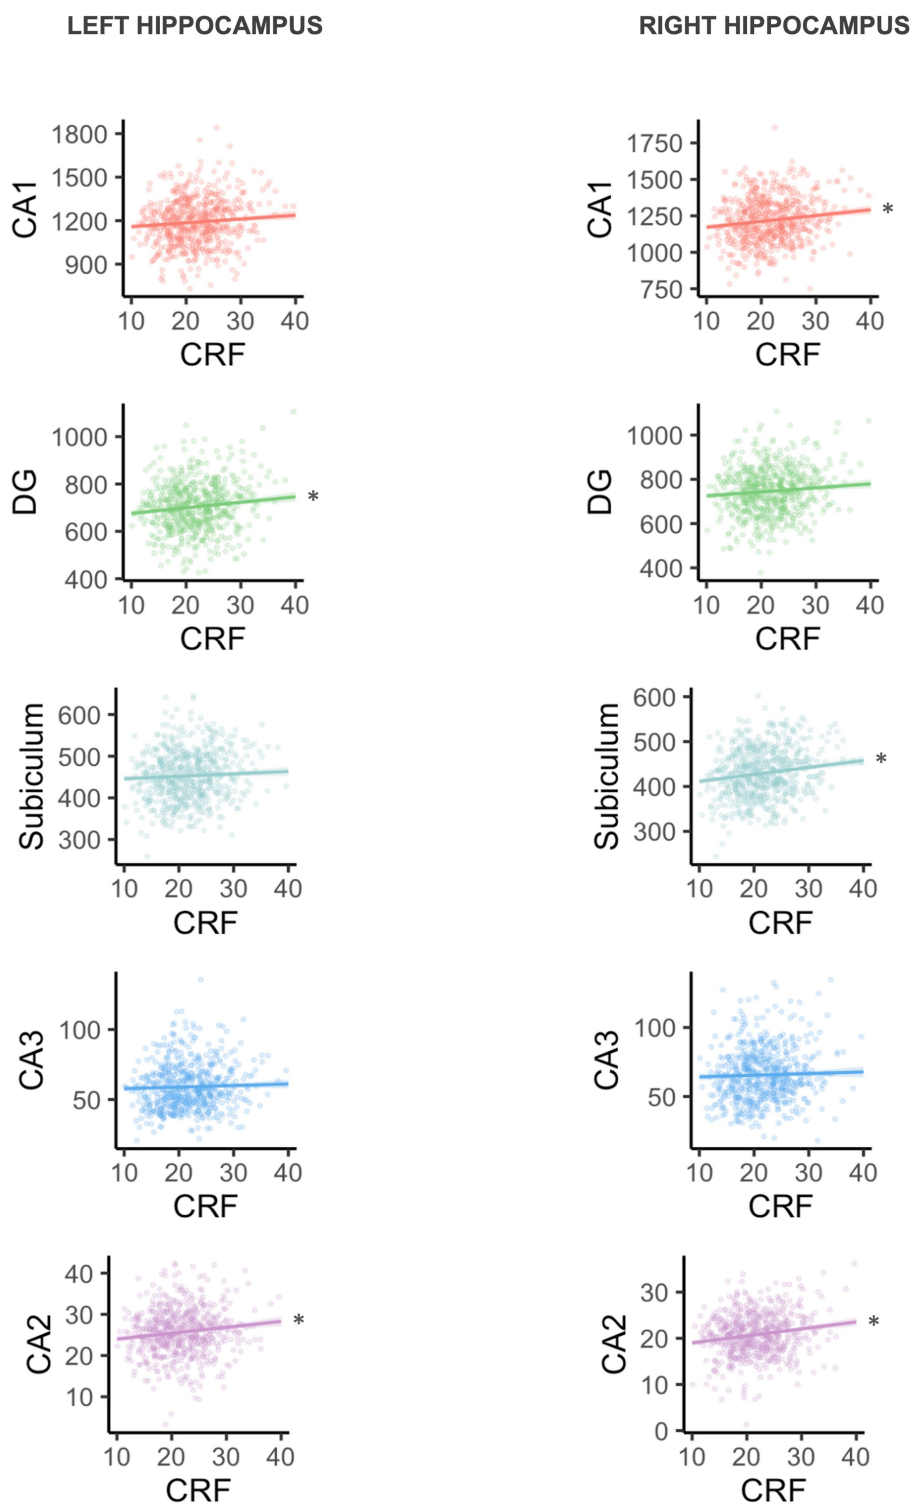 LEFT HIPPOCAMPUS
RIGHT HIPPOCAMPUS
CA1
1800
1500
1200
900
10 20 30 40
CRF
CA1
1750
1500
1250
1000
750
*
10 20 30 40
CRF
DG
1000
800
600
400
*
10 20 30 40
CRF
DG
1000
800
600
400
10 20 30 40
CRF
Subiculum
600
500
400
300
10 20 30 40
CRF
Subiculum
600
500
400
300
*
10 20 30 40
CRF
CA3
100
50
10 20 30 40
CRF
CA3
100
50
10 20 30 40
CRF
CA2
40
30
20
10
*
10 20 30 40
CRF
CA2
30
20
10
0
*
10 20 30 40
CRF